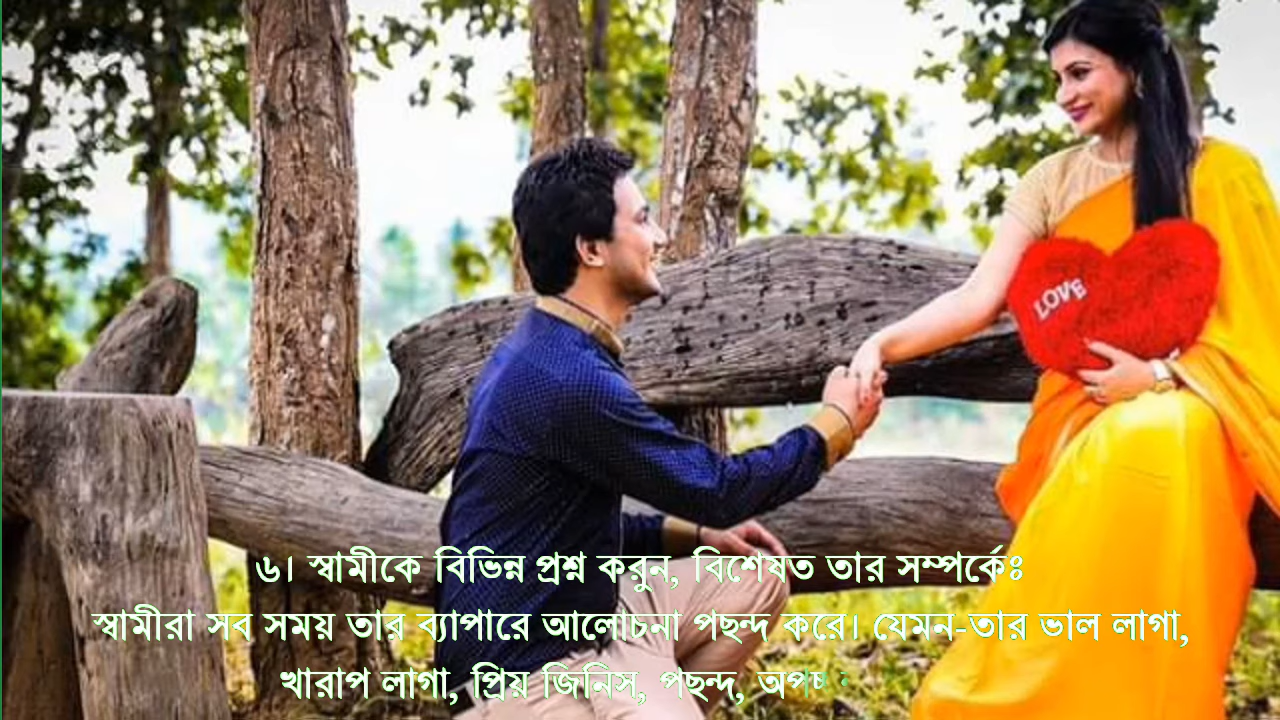 LOVE
৬। স্বামীকে বিভিন্ন প্রশ্ন করুন, বিশেষত তার সম্পর্কেঃ
স্বামীরা সব সময় তার ব্যাপারে আলোচনা পছন্দ করে। যেমন-তার ভাল লাগা,
খারাপ লাগা, প্রিয় জিনিস, পছন্দ,